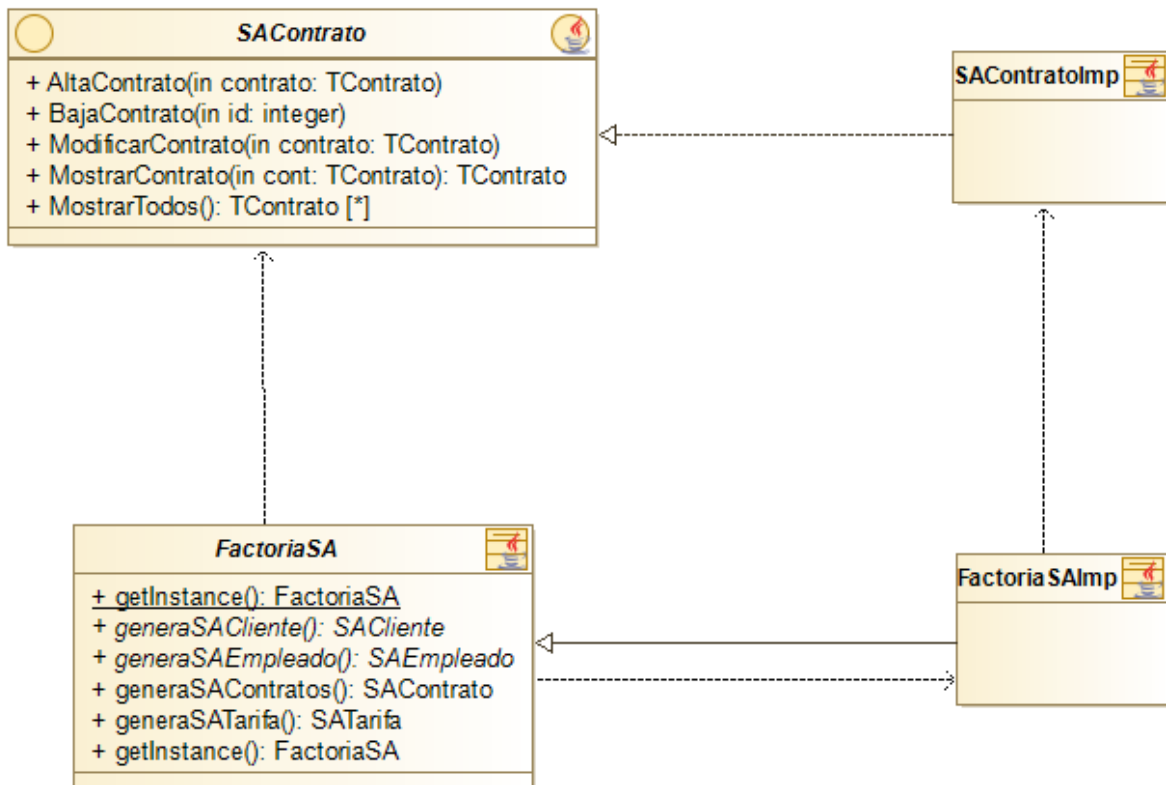 SAContrato
+ AltaContrato(in contrato: TContrato)
+ BajaContrato(in id: integer)
+ ModificarContrato(in contrato: TContrato)
+ MostrarContrato(in cont: TContrato): TContrato
+ MostrarTodos(): TContrato [*]
SAContratoImp
FactoriaSA
+ getInstance(): FactoriaSA
+ generaSACliente(): SACliente
+ generaSAEmpleado(): SAEmpleado
+ generaSAContratos(): SAContrato
+ generaSATarifa(): SATarifa
+ getInstance(): FactoriaSA
FactoriaSAImp